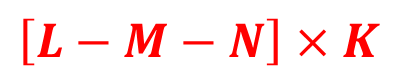 [L − M − N] × K